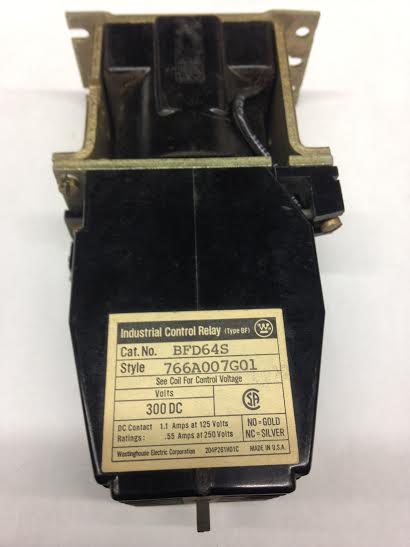 Industrial Control Relay (Type BF)
Cat. No. BFD64S
Style 766A007G01
See Coil For Control Voltage
Volts
300 DC
DC Contact 1.1 Amps at 125 Volts
Ratings: .55 Amps at 250 Volts
NO=GOLD
NC=SILVER
Westinghouse Electric Corporation 204P261H01C MADE IN U.S.A.